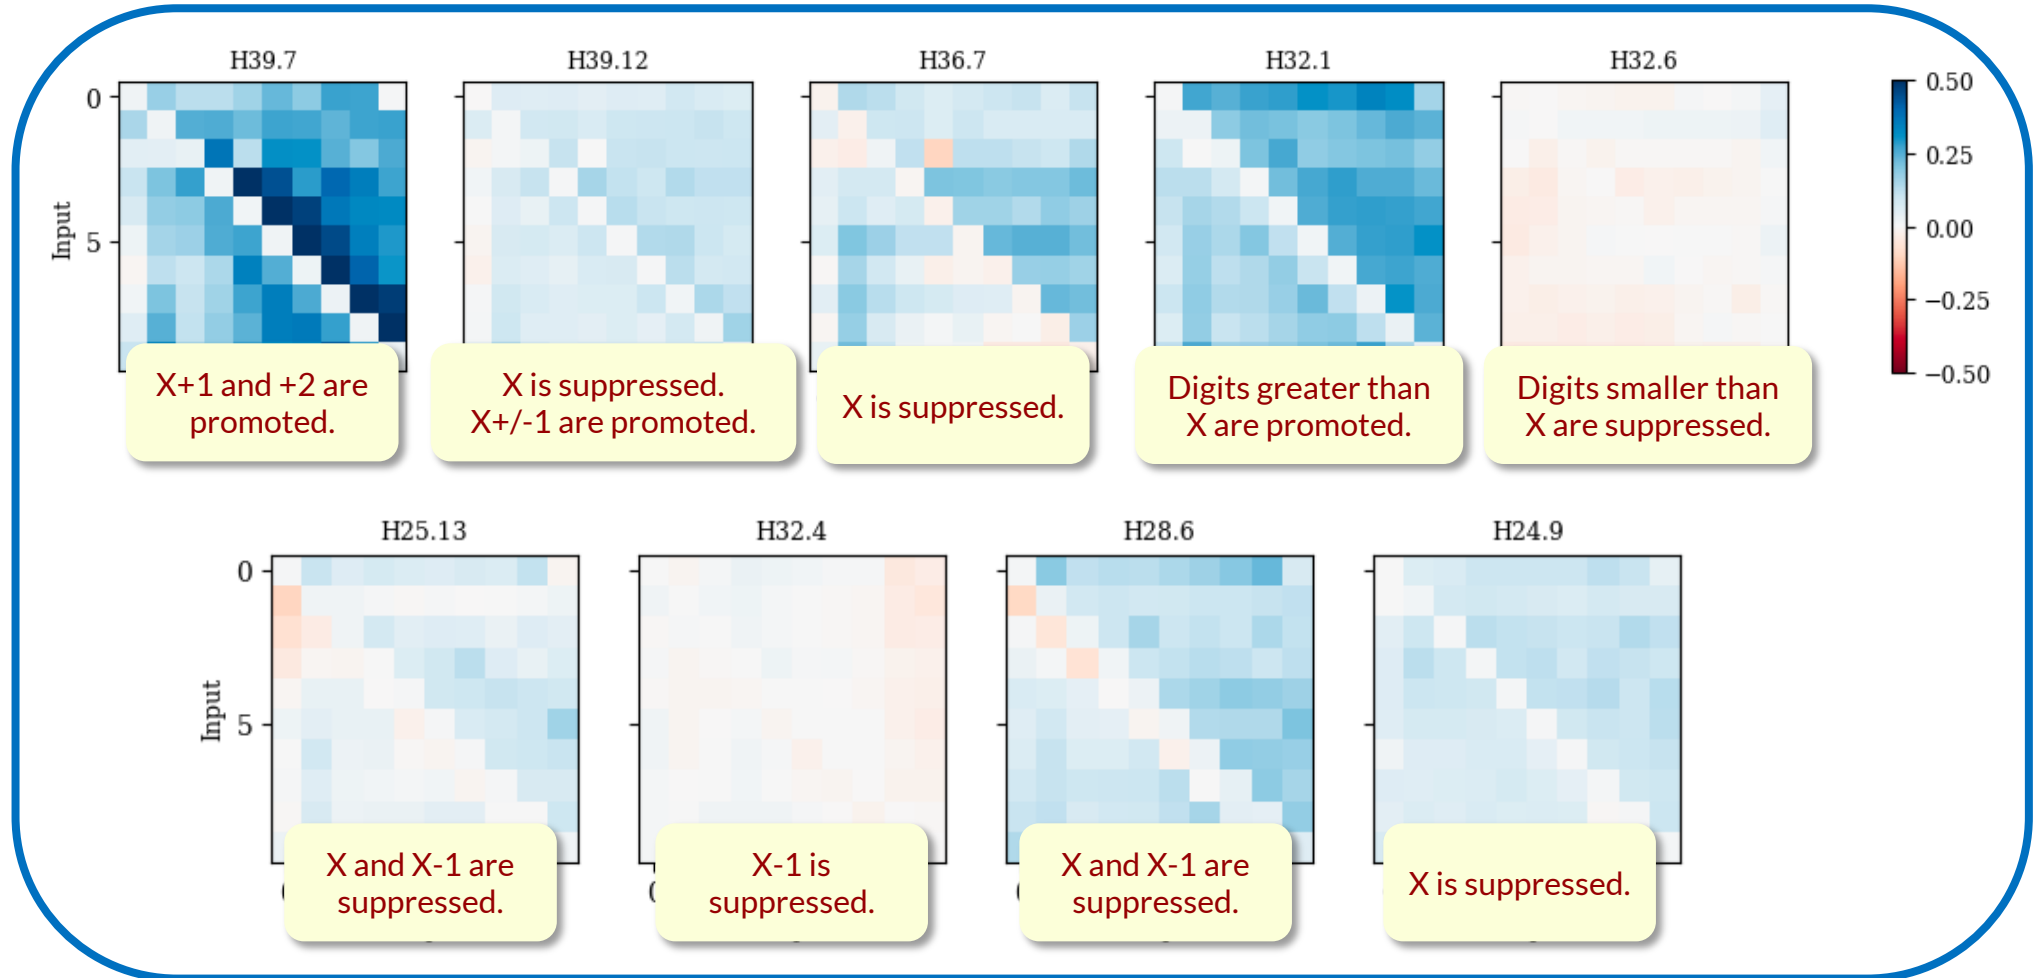 H39.7
H39.12
H36.7
H32.1
H32.6
0
5
Input
0.50
0.25
0.00
−0.25
−0.50
X+1 and +2 are
promoted.
X is suppressed.
X+/-1 are promoted.
X is suppressed.
Digits greater than
X are promoted.
Digits smaller than
X are suppressed.
H25.13
H32.4
H28.6
H24.9
0
5
Input
X and X-1 are
suppressed.
X-1 is
suppressed.
X and X-1 are
suppressed.
X is suppressed.